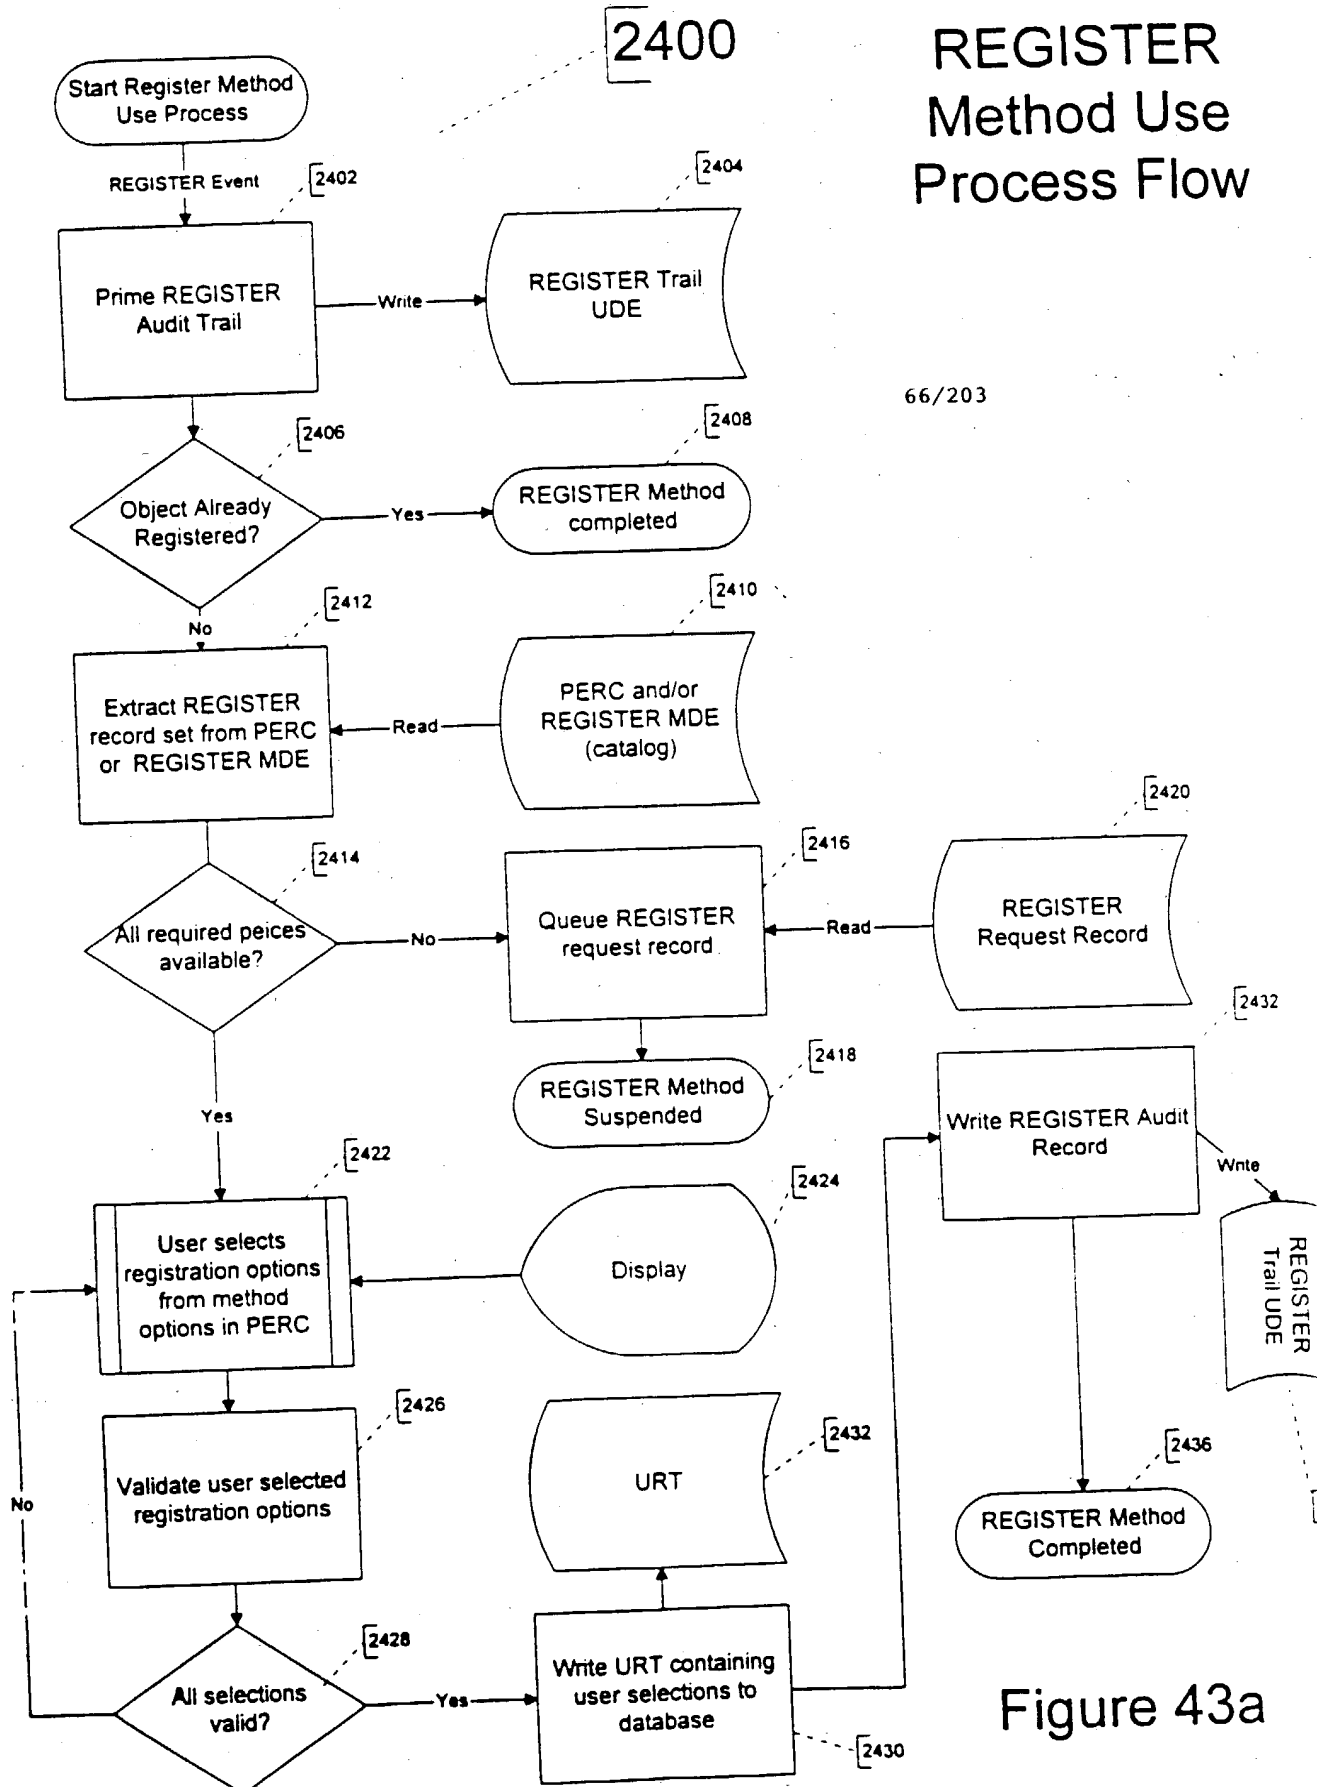 2400
REGISTER
Method Use
Process Flow
Start Register Method
Use Process
REGISTER Event
2402
2404
Prime REGISTER
Audit Trail
Write
REGISTER Trail
UDE
66/203
2406
2408
Object Already
Registered?
Yes
REGISTER Method
completed
No
2412
2410
Extract REGISTER
record set from PERC
or REGISTER MDE
Read
PERC and/or
REGISTER MDE
(catalog)
2414
2416
2420
All required peices
available?
No
Queue REGISTER
request record
Read
REGISTER
Request Record
2432
2418
REGISTER Method
Suspended
Yes
Write REGISTER Audit
Record
Write
2422
2424
User selects
registration options
from method
options in PERC
Display
REGISTER
Trail UDE
2426
2432
Validate user selected
registration options
URT
2436
No
REGISTER Method
Completed
2428
All selections
valid?
Yes
Write URT containing
user selections to
database
2430
Figure 43a